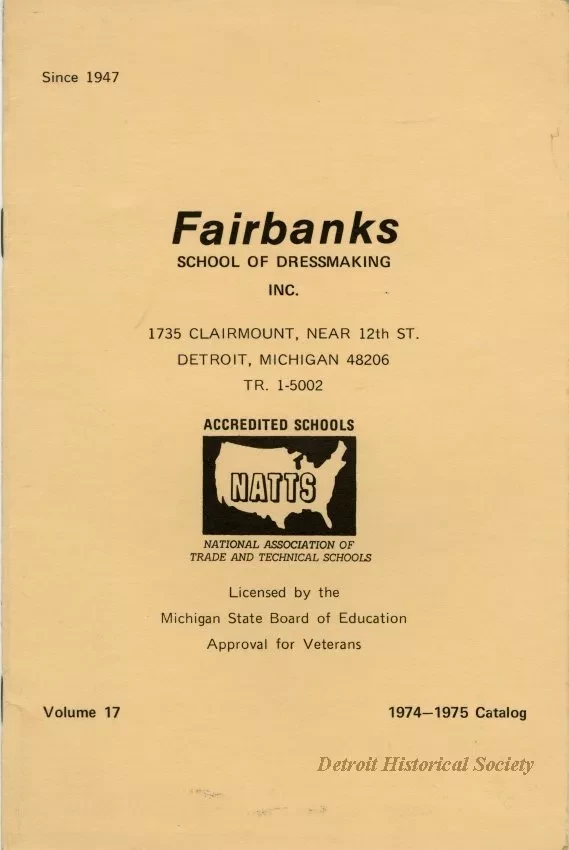 Since 1947
Fairbanks
SCHOOL OF DRESSMAKING
INC.
1735 CLAIRMOUNT, NEAR 12th ST.
DETROIT, MICHIGAN 48206
TR. 1-5002
ACCREDITED SCHOOLS
NATTS
NATIONAL ASSOCIATION OF
TRADE AND TECHNICAL SCHOOLS
Licensed by the
Michigan State Board of Education
Approval for Veterans
Volume 17
1974—1975 Catalog
Detroit Historical Society